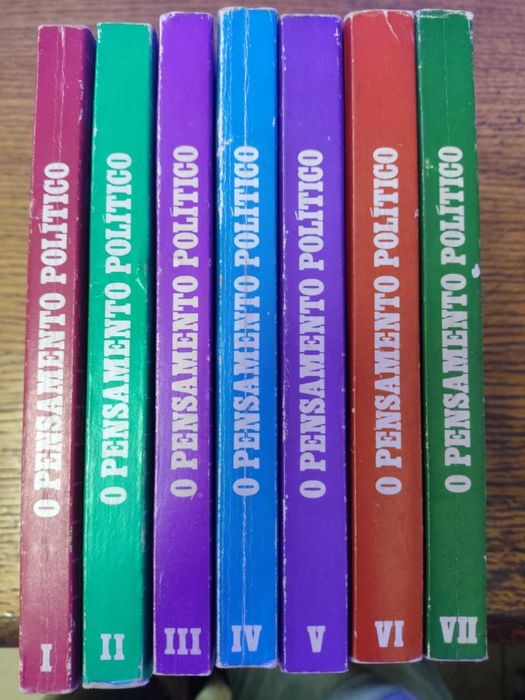 O PENSAMENTO POLÍTICO
I
O PENSAMENTO POLÍTICO
II
O PENSAMENTO POLÍTICO
III
O PENSAMENTO POLÍTICO
IV
O PENSAMENTO POLÍTICO
V
O PENSAMENTO POLÍTICO
VI
O PENSAMENTO POLÍTICO
VII